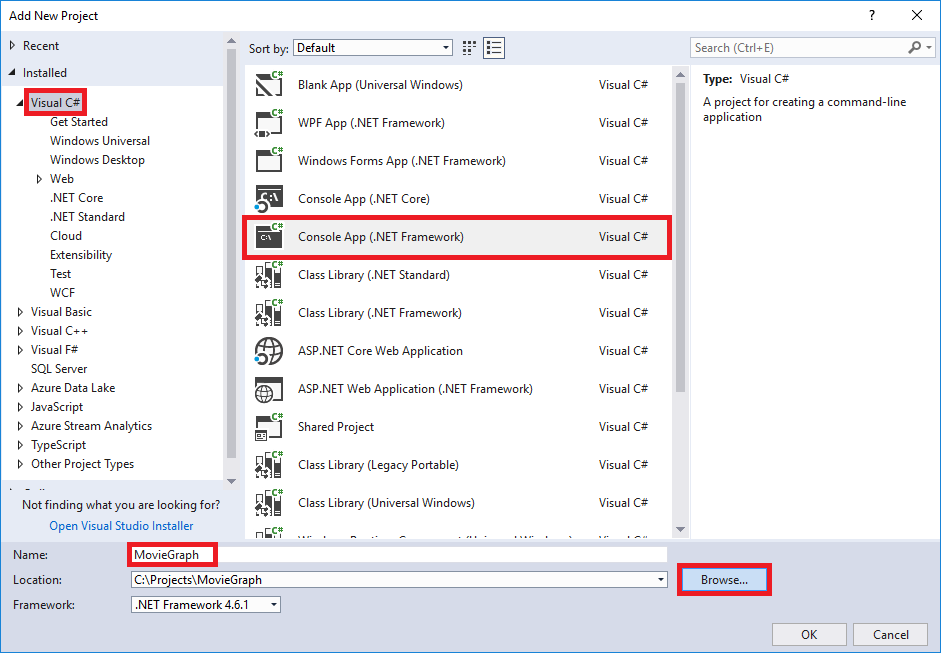 Add New Project
?
Recent
Installed
Visual C#
Get Started
Windows Universal
Windows Desktop
Web
.NET Core
.NET Standard
Cloud
Extensibility
Test
WCF
Visual Basic
Visual C++
Visual F#
SQL Server
Azure Data Lake
JavaScript
Azure Stream Analytics
TypeScript
Other Project Types
Not finding what you are looking for?
Open Visual Studio Installer
Sort by: Default
Blank App (Universal Windows) Visual C#
WPF App (.NET Framework) Visual C#
Windows Forms App (.NET Framework) Visual C#
Console App (.NET Core) Visual C#
Console App (.NET Framework) Visual C#
Class Library (.NET Standard) Visual C#
Class Library (.NET Framework) Visual C#
ASP.NET Core Web Application Visual C#
ASP.NET Web Application (.NET Framework) Visual C#
Shared Project Visual C#
Class Library (Legacy Portable) Visual C#
Class Library (Universal Windows) Visual C#
Search (Ctrl+E)
Type: Visual C#
A project for creating a command-line
application
Name: MovieGraph
Location: C:\Projects\MovieGraph
Browse...
Framework: .NET Framework 4.6.1
OK
Cancel